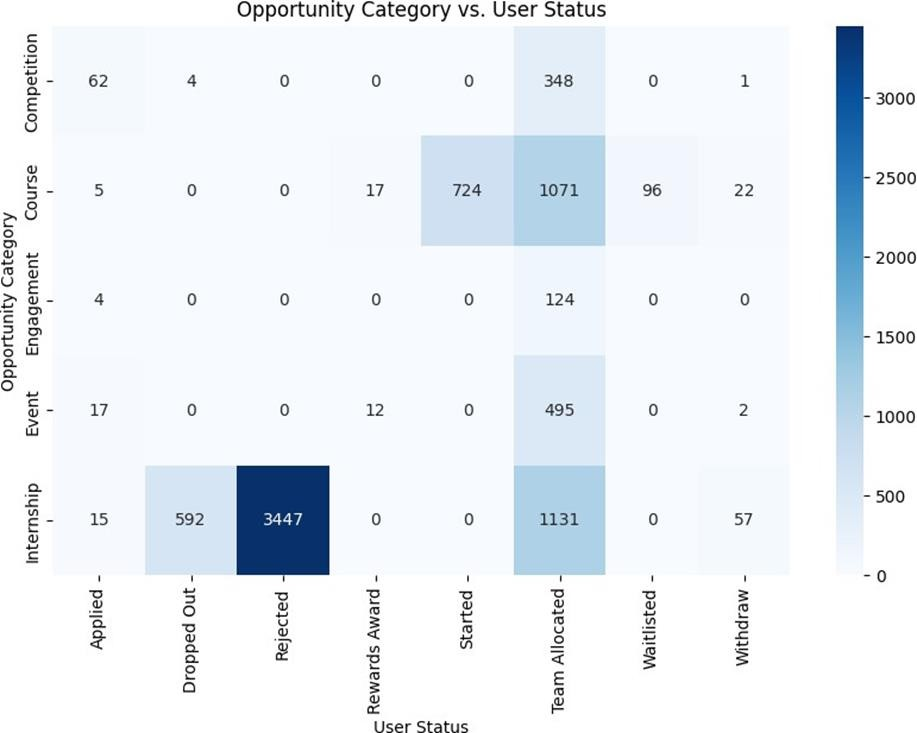 Opportunity Category vs. User Status
Opportunity Category
Competition
62 4 0 0 0 348 0 1
Course
5 0 0 17 724 1071 96 22
Engagement
4 0 0 0 0 124 0 0
Event
17 0 0 12 0 495 0 2
Internship
15 592 3447 0 0 1131 0 57
Applied
Dropped Out
Rejected
Rewards Award
Started
Team Allocated
Waitlisted
Withdraw
User Status
3000
2500
2000
1500
1000
500
0